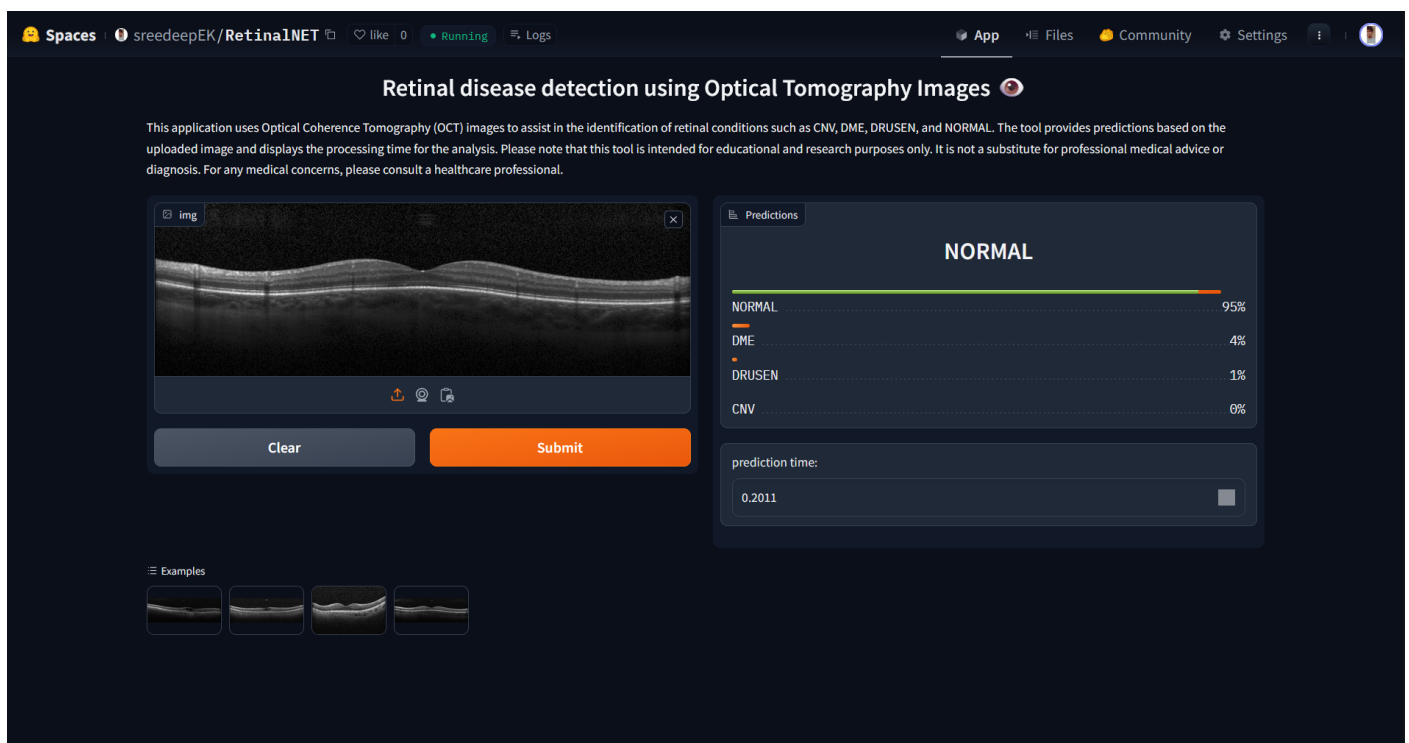 Spaces sreedeepEK/RetinalNET like 0 Running Logs App Files Community Settings
Retinal disease detection using Optical Tomography Images
This application uses Optical Coherence Tomography (OCT) images to assist in the identification of retinal conditions such as CNV, DME, DRUSEN, and NORMAL. The tool provides predictions based on the
uploaded image and displays the processing time for the analysis. Please note that this tool is intended for educational and research purposes only. It is not a substitute for professional medical advice or
diagnosis. For any medical concerns, please consult a healthcare professional.
img
Clear Submit
Predictions
NORMAL
NORMAL 95%
DME 4%
DRUSEN 1%
CNV 0%
prediction time:
0.2011
Examples